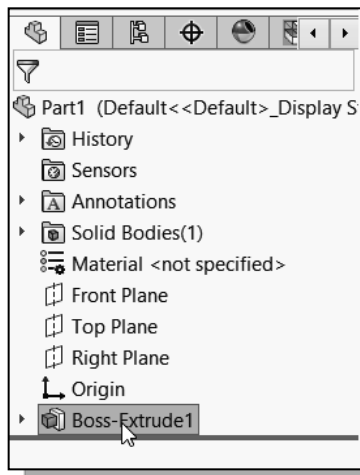 Part1 (Default<<Default>_Display S
History
Sensors
Annotations
Solid Bodies(1)
Material <not specified>
Front Plane
Top Plane
Right Plane
Origin
Boss-Extrude1